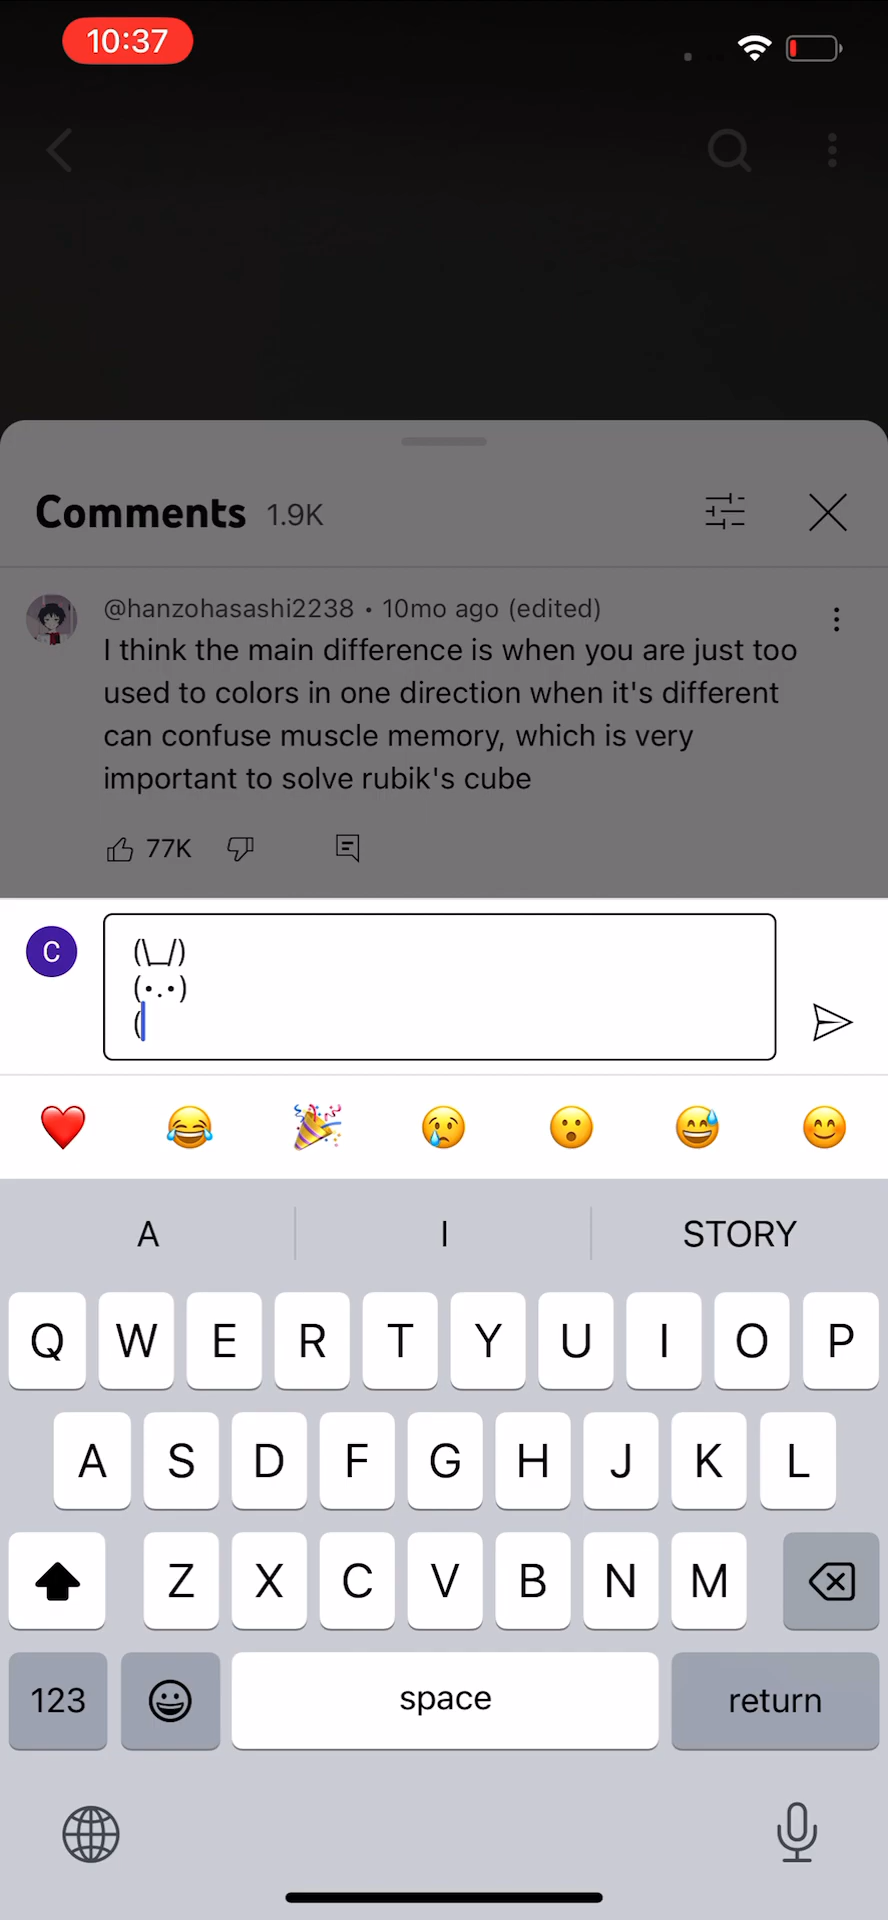 10:37
Comments 1.9K
@hanzohasashi2238 • 10mo ago (edited)
I think the main difference is when you are just too
used to colors in one direction when it's different
can confuse muscle memory, which is very
important to solve rubik's cube
77K
C
(\_/)
(•.•)
(
A I STORY
Q W E R T Y U I O P
A S D F G H J K L
Z X C V B N M
123 space return